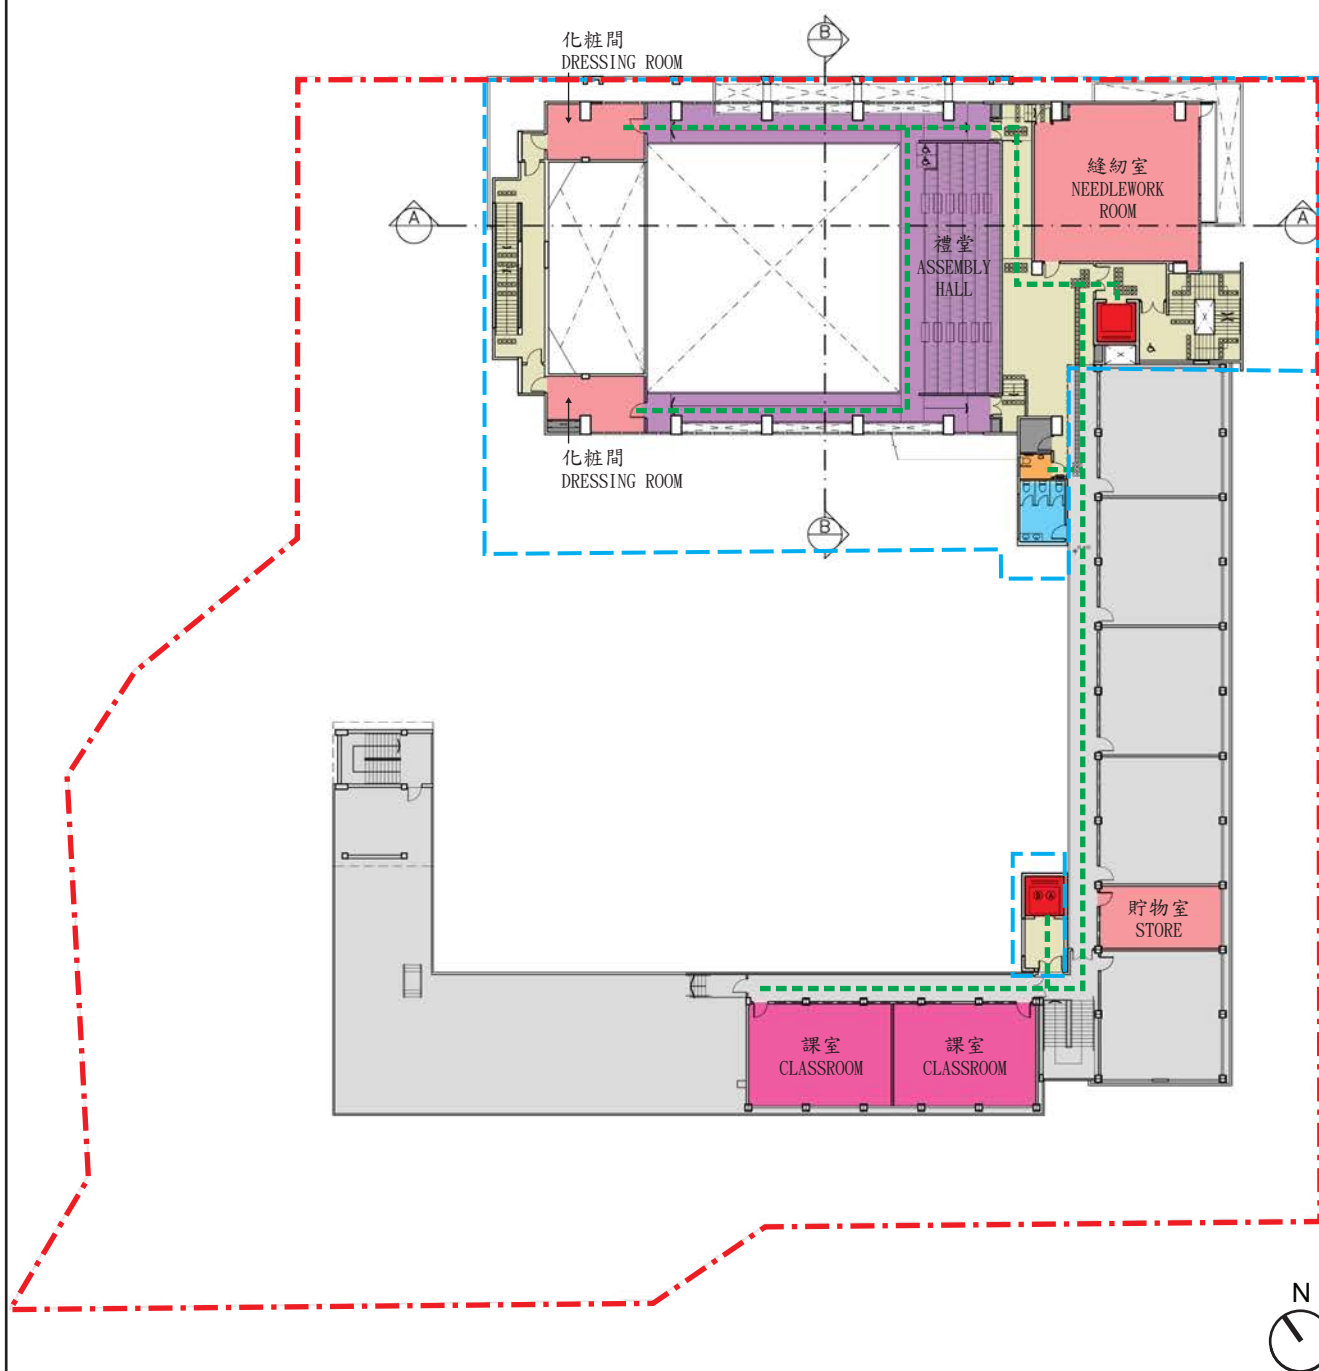 B
化粧間
DRESSING ROOM
縫紉室
NEEDLEWORK
ROOM
A
A
禮堂
ASSEMBLY
HALL
化粧間
DRESSING ROOM
B
貯物室
STORE
課室
CLASSROOM
課室
CLASSROOM
N